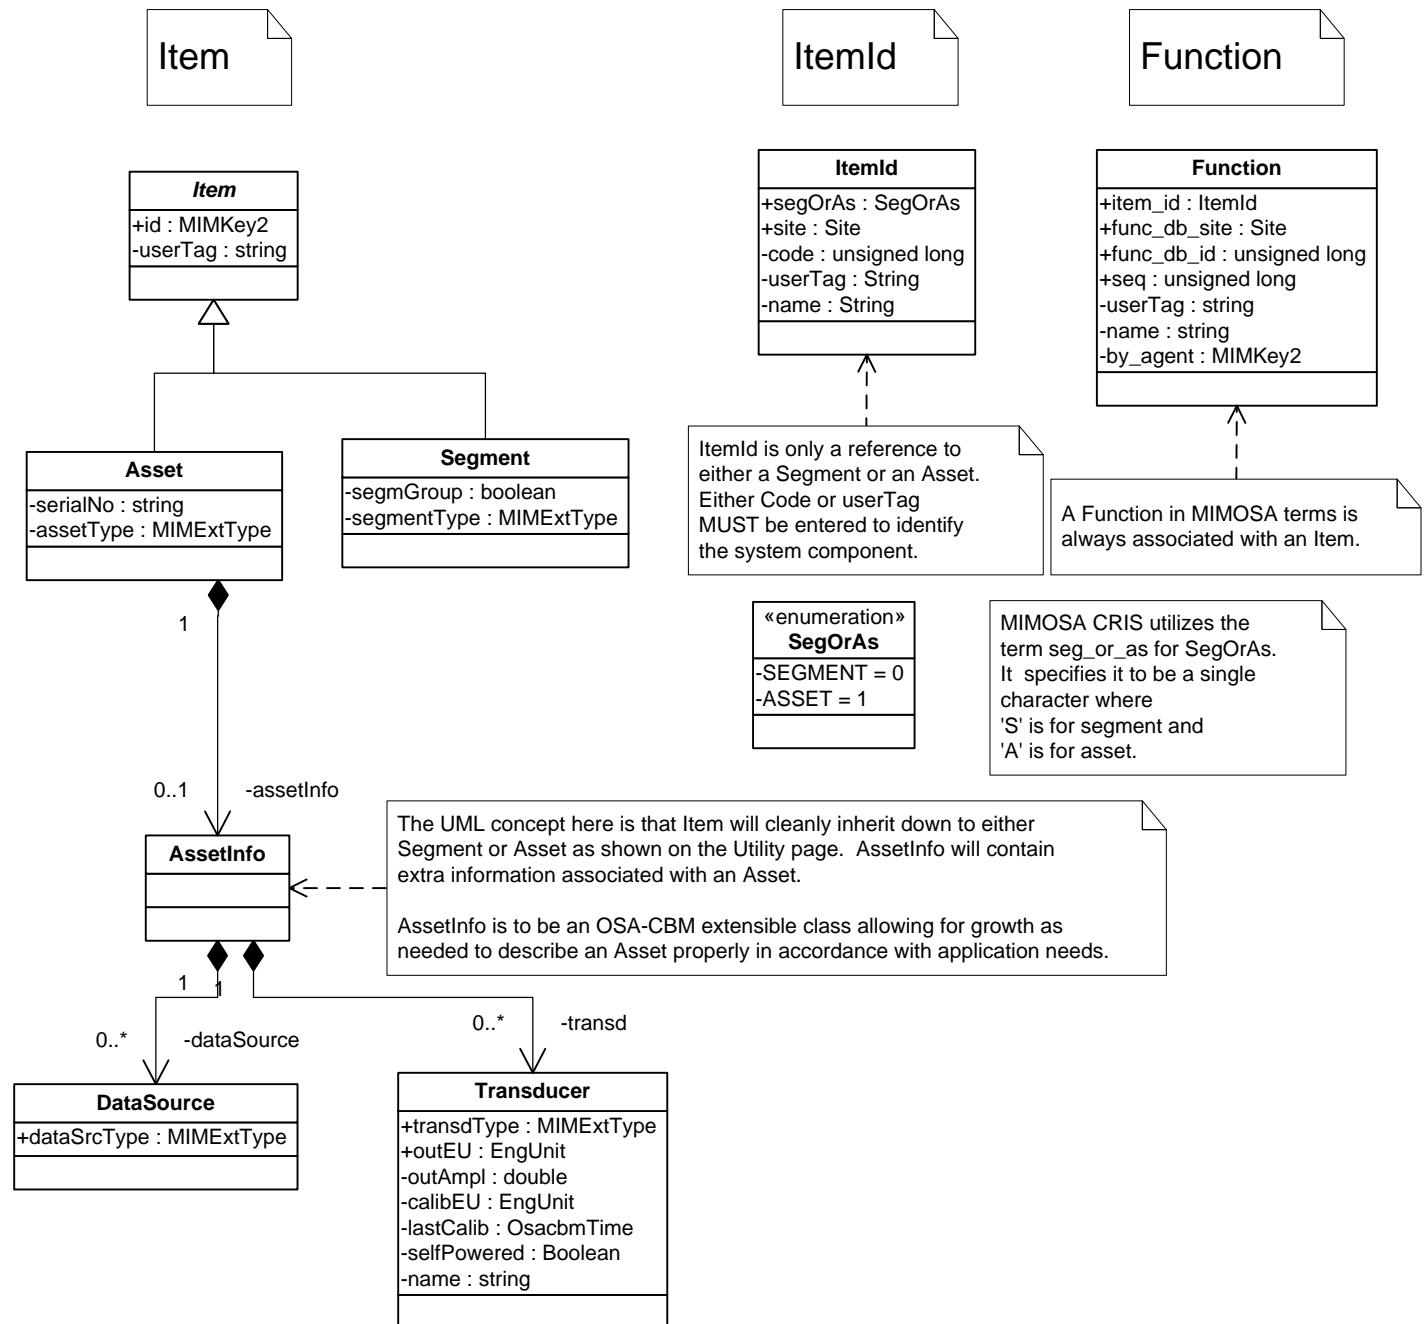 Item
ItemId
Function
Item
+id : MIMKey2
-userTag : string
ItemId
+segOrAs : SegOrAs
+site : Site
-code : unsigned long
-userTag : String
-name : String
Function
+item_id : ItemId
+func_db_site : Site
+func_db_id : unsigned long
+seq : unsigned long
-userTag : string
-name : string
-by_agent : MIMKey2
Asset
-serialNo : string
-assetType : MIMExtType
Segment
-segmGroup : boolean
-segmentType : MIMExtType
ItemId is only a reference to
either a Segment or an Asset.
Either Code or userTag
MUST be entered to identify
the system component.
A Function in MIMOSA terms is
always associated with an Item.
«enumeration»
SegOrAs
-SEGMENT = 0
-ASSET = 1
MIMOSA CRIS utilizes the
term seg_or_as for SegOrAs.
It  specifies it to be a single
character where
'S' is for segment and
'A' is for asset.
1
0..1
-assetInfo
AssetInfo
The UML concept here is that Item will cleanly inherit down to either
Segment or Asset as shown on the Utility page.  AssetInfo will contain
extra information associated with an Asset.
AssetInfo is to be an OSA-CBM extensible class allowing for growth as
needed to describe an Asset properly in accordance with application needs.
1
1
0..*
-dataSource
0..*
-transd
DataSource
+dataSrcType : MIMExtType
Transducer
+transdType : MIMExtType
+outEU : EngUnit
-outAmpl : double
-calibEU : EngUnit
-lastCalib : OsacbmTime
-selfPowered : Boolean
-name : string